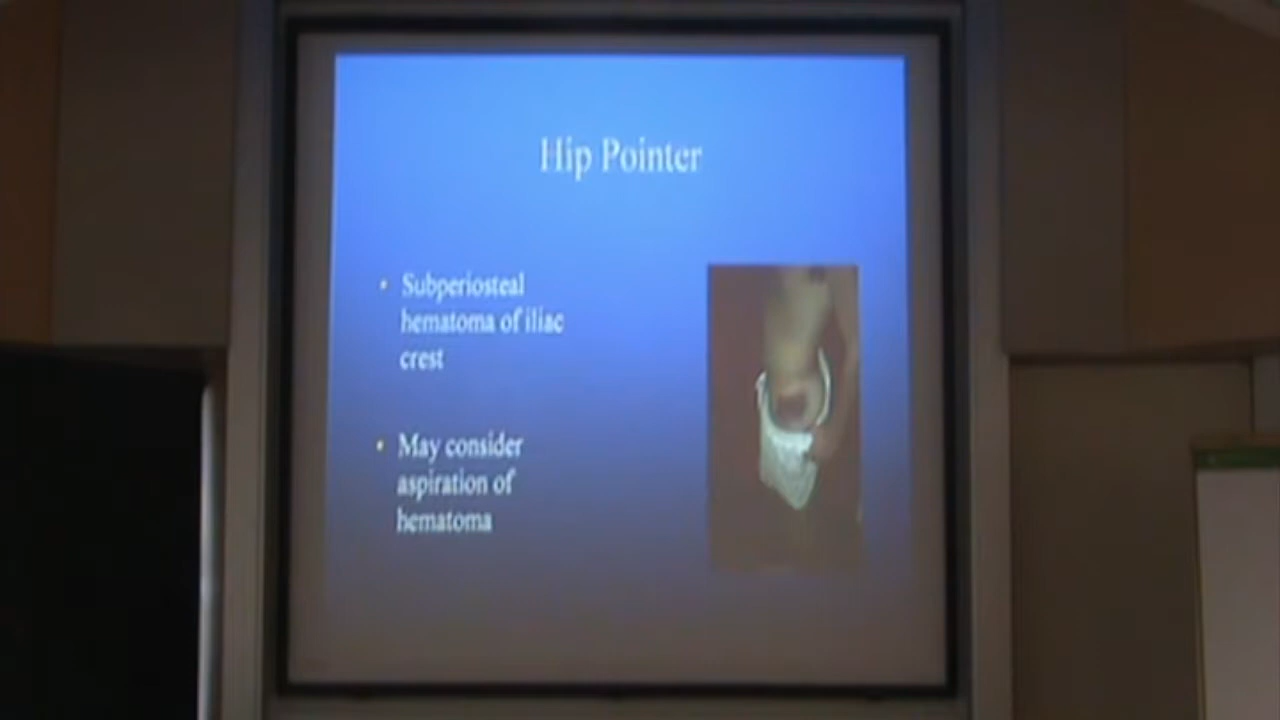 Hip Pointer
• Subperiosteal
hematoma of iliac
crest
• May consider
aspiration of
hematoma